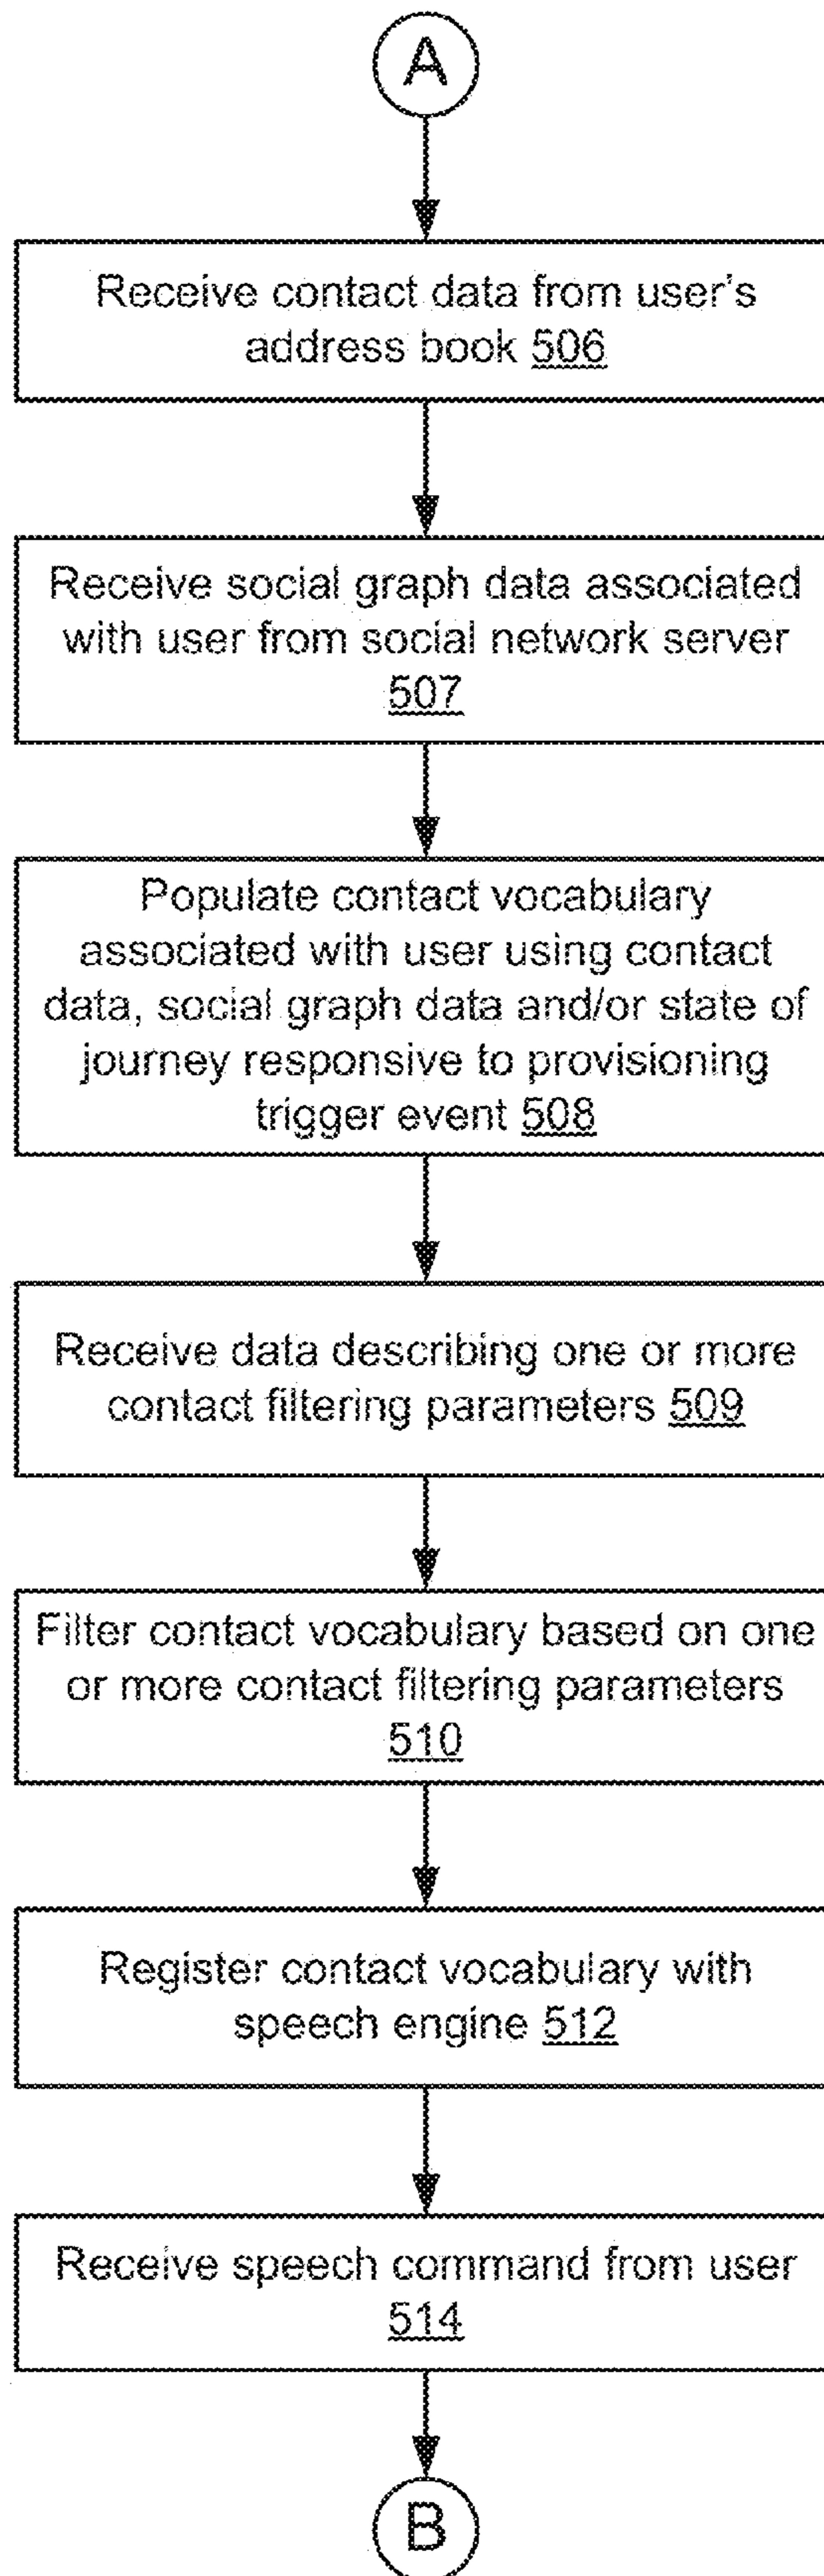 A
Receive contact data from user's
address book 506
Receive social graph data associated
with user from social network server
507
Populate contact vocabulary
associated with user using contact
data, social graph data and/or state of
journey responsive to provisioning
trigger event 508
Receive data describing one or more
contact filtering parameters 509
Filter contact vocabulary based on one
or more contact filtering parameters
510
Register contact vocabulary with
speech engine 512
Receive speech command from user
514
B